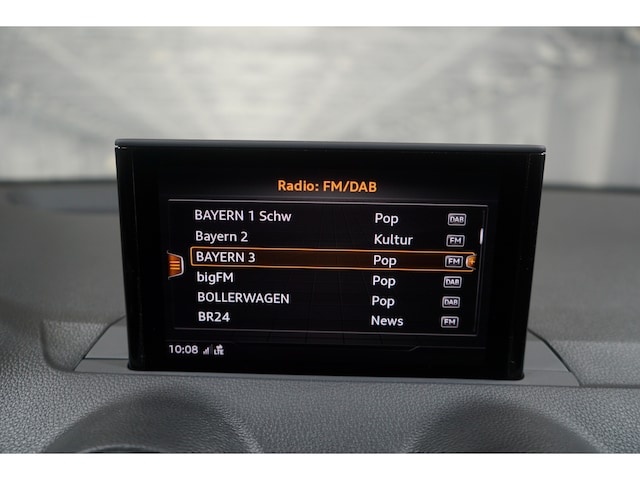 Radio: FM/DAB
BAYERN 1 Schw Pop DAB
Bayern 2 Kultur FM
BAYERN 3 Pop FM
bigFM Pop DAB
BOLLERWAGEN Pop DAB
BR24 News FM
10:08 LTE